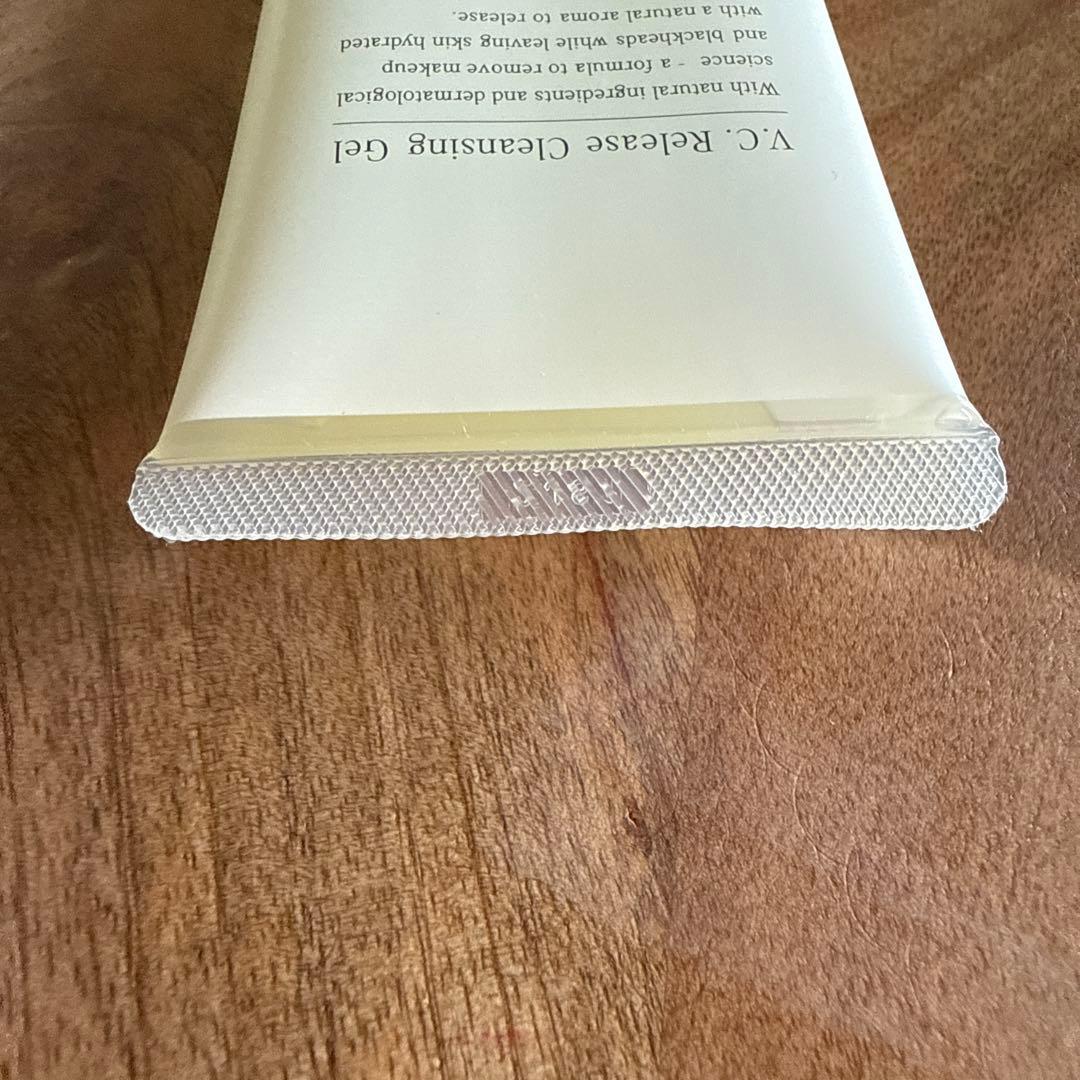 V.C. Release Cleansing Gel
With natural ingredients and dermatological
science - a formula to remove makeup
and blackheads while leaving skin hydrated
with a natural aroma to release.